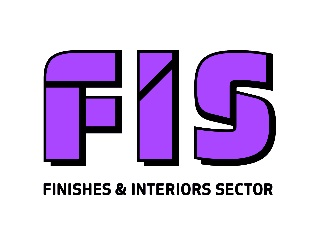 FIS
FINISHES & INTERIORS SECTOR